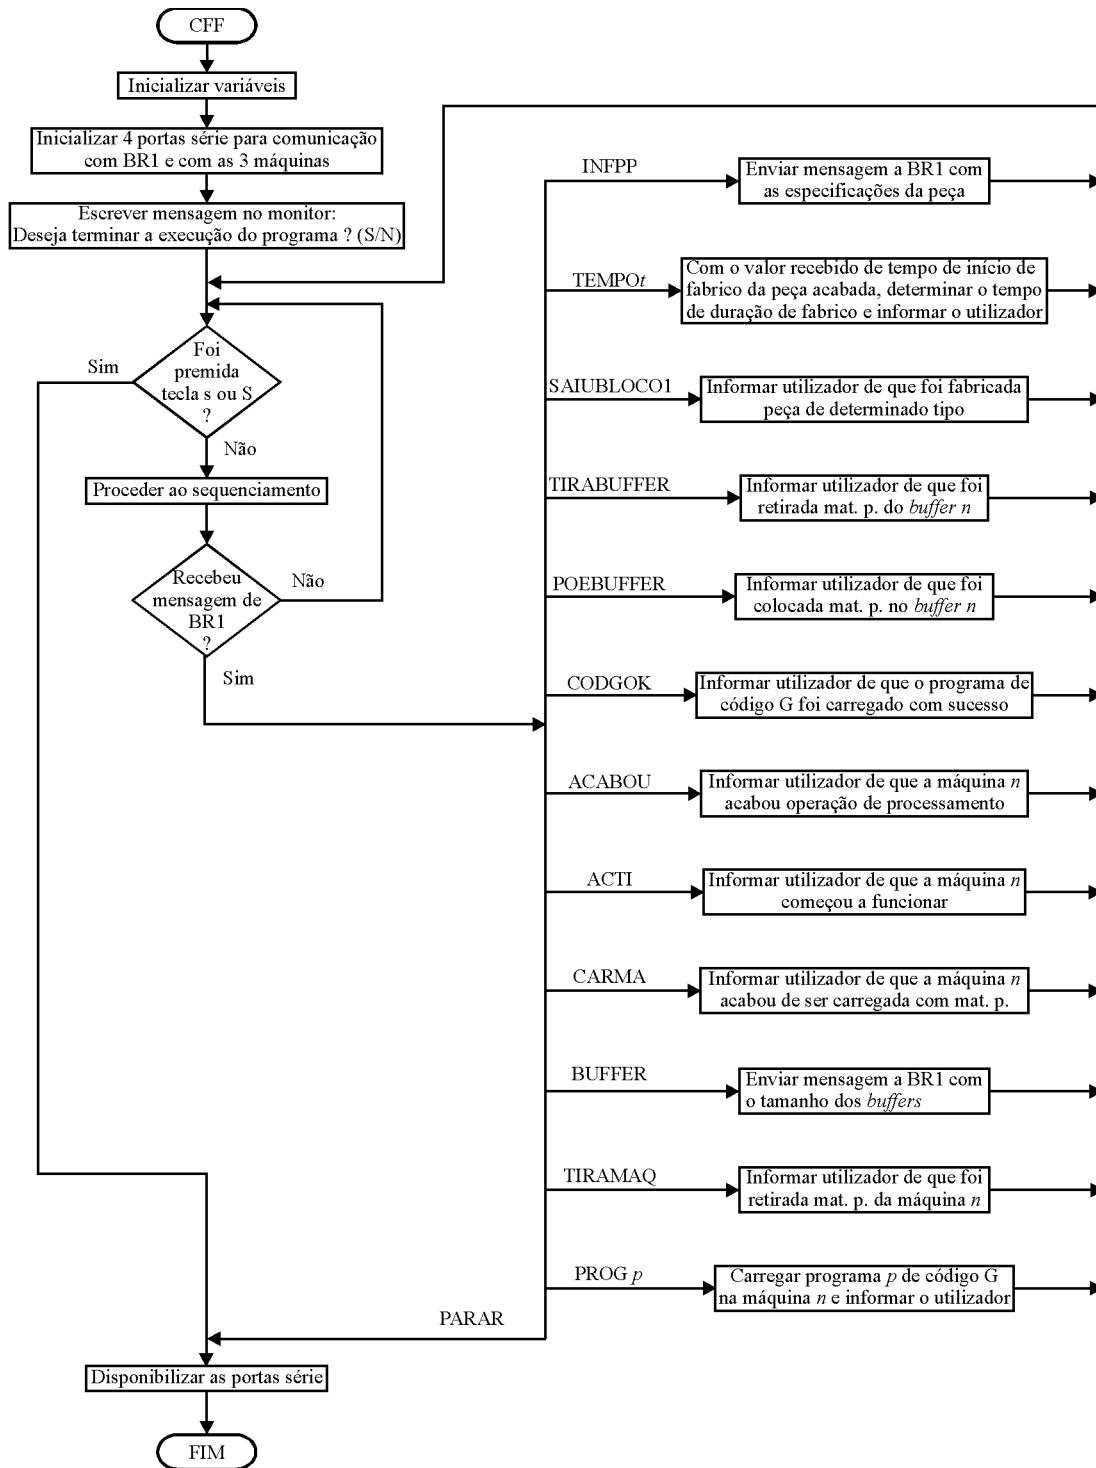 CFF
Inicializar variáveis
Inicializar 4 portas série para comunicação
com BR1 e com as 3 máquinas
Escrever mensagem no monitor:
Deseja terminar a execução do programa ? (S/N)
Foi
premida
tecla s ou S
?
Sim
Não
Proceder ao sequenciamento
Recebeu
mensagem de
BR1
?
Não
Sim
INFPP
Enviar mensagem a BR1 com
as especificações da peça
TEMPOt
Com o valor recebido de tempo de início de
fabrico da peça acabada, determinar o tempo
de duração de fabrico e informar o utilizador
SAIUBLOCO1
Informar utilizador de que foi fabricada
peça de determinado tipo
TIRABUFFER
Informar utilizador de que foi
retirada mat. p. do buffer n
POEBUFFER
Informar utilizador de que foi
colocada mat. p. no buffer n
CODGOK
Informar utilizador de que o programa de
código G foi carregado com sucesso
ACABOU
Informar utilizador de que a máquina n
acabou operação de processamento
ACTI
Informar utilizador de que a máquina n
começou a funcionar
CARMA
Informar utilizador de que a máquina n
acabou de ser carregada com mat. p.
BUFFER
Enviar mensagem a BR1 com
o tamanho dos buffers
TIRAMAQ
Informar utilizador de que foi
retirada mat. p. da máquina n
PROG p
Carregar programa p de código G
na máquina n e informar o utilizador
PARAR
Disponibilizar as portas série
FIM